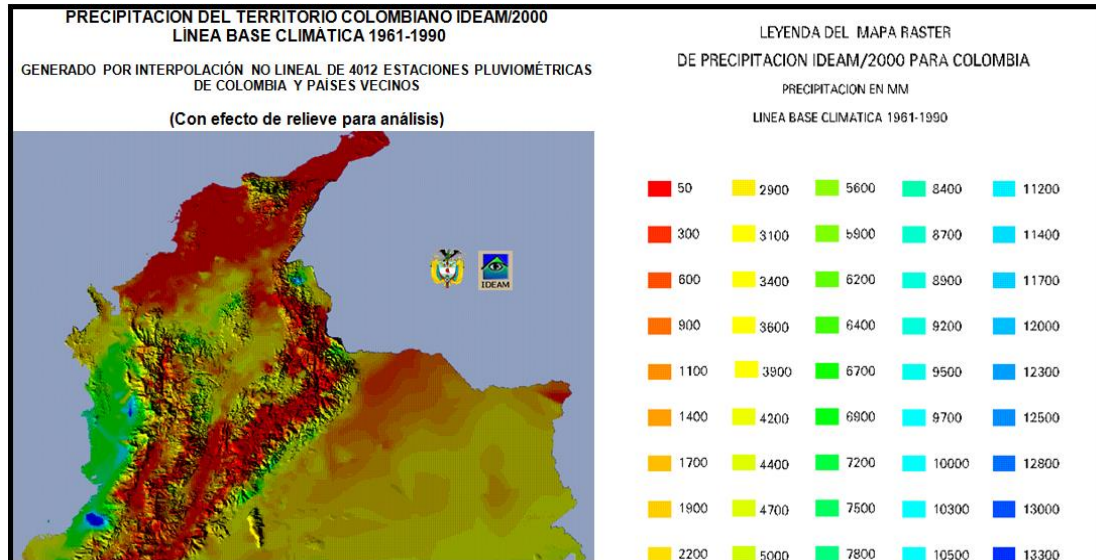 PRECIPITACION DEL TERRITORIO COLOMBIANO IDEAM/2000
LÍNEA BASE CLIMÁTICA 1961-1990
GENERADO POR INTERPOLACIÓN NO LINEAL DE 4012 ESTACIONES PLUVIOMÉTRICAS
DE COLOMBIA Y PAÍSES VECINOS
(Con efecto de relieve para análisis)
IDEAM
LEYENDA DEL MAPA RASTER
DE PRECIPITACION IDEAM/2000 PARA COLOMBIA
PRECIPITACION EN MM
LINEA BASE CLIMATICA 1961-1990
50 2900 5600 8400 11200
300 3100 5900 8700 11400
600 3400 6200 8900 11700
900 3600 6400 9200 12000
1100 3900 6700 9500 12300
1400 4200 6900 9700 12500
1700 4400 7200 10000 12800
1900 4700 7500 10300 13000
2200 5000 7800 10500 13300